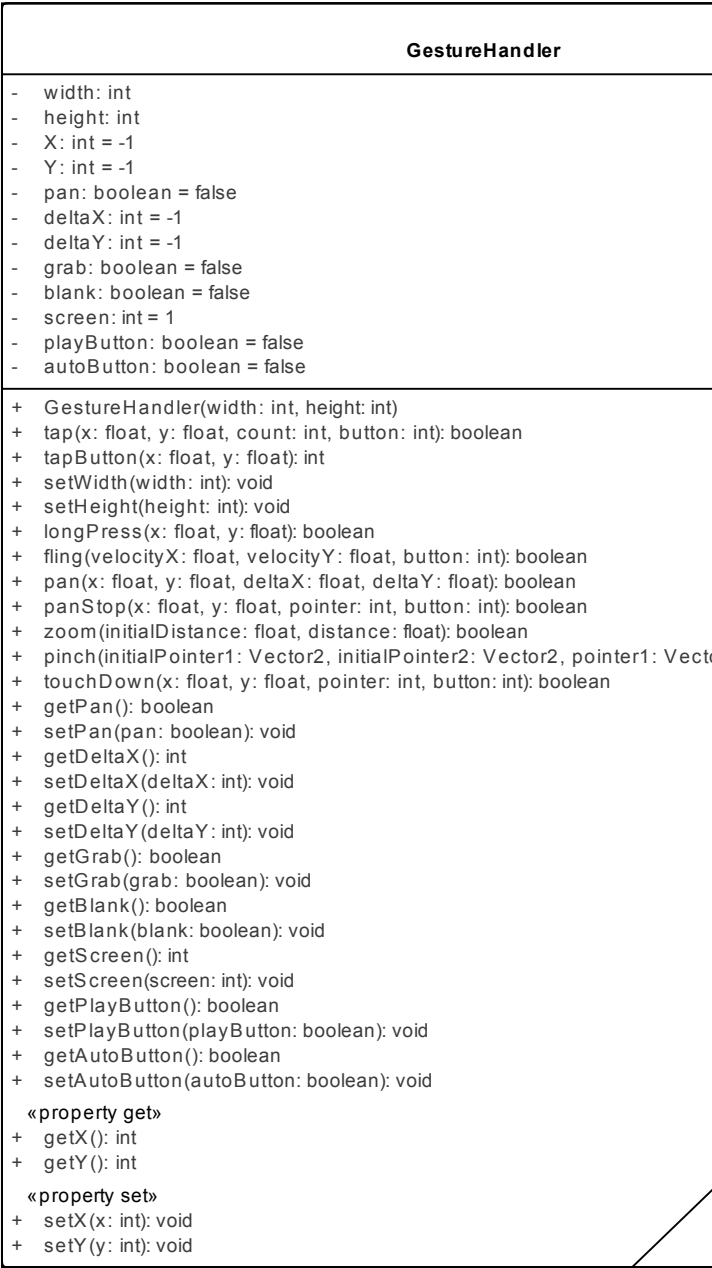 GestureHandler
- width: int
- height: int
- X: int = -1
- Y: int = -1
- pan: boolean = false
- deltaX: int = -1
- deltaY: int = -1
- grab: boolean = false
- blank: boolean = false
- screen: int = 1
- playButton: boolean = false
- autoButton: boolean = false
+ GestureHandler(width: int, height: int)
+ tap(x: float, y: float, count: int, button: int): boolean
+ tapButton(x: float, y: float): int
+ setWidth(width: int): void
+ setHeight(height: int): void
+ longPress(x: float, y: float): boolean
+ fling(velocityX: float, velocityY: float, button: int): boolean
+ pan(x: float, y: float, deltaX: float, deltaY: float): boolean
+ panStop(x: float, y: float, pointer: int, button: int): boolean
+ zoom(initialDistance: float, distance: float): boolean
+ pinch(initialPointer1: Vector2, initialPointer2: Vector2, pointer1:
+ touchDown(x: float, y: float, pointer: int, button: int): boolean
+ getPan(): boolean
+ setPan(pan: boolean): void
+ getDeltaX(): int
+ setDeltaX(deltaX: int): void
+ getDeltaY(): int
+ setDeltaY(deltaY: int): void
+ getGrab(): boolean
+ setGrab(grab: boolean): void
+ getBlank(): boolean
+ setBlank(blank: boolean): void
+ getScreen(): int
+ setScreen(screen: int): void
+ getPlayButton(): boolean
+ setPlayButton(playButton: boolean): void
+ getAutoButton(): boolean
+ setAutoButton(autoButton: boolean): void
«property get»
+ getX(): int
+ getY(): int
«property set»
+ setX(x: int): void
+ setY(y: int): void